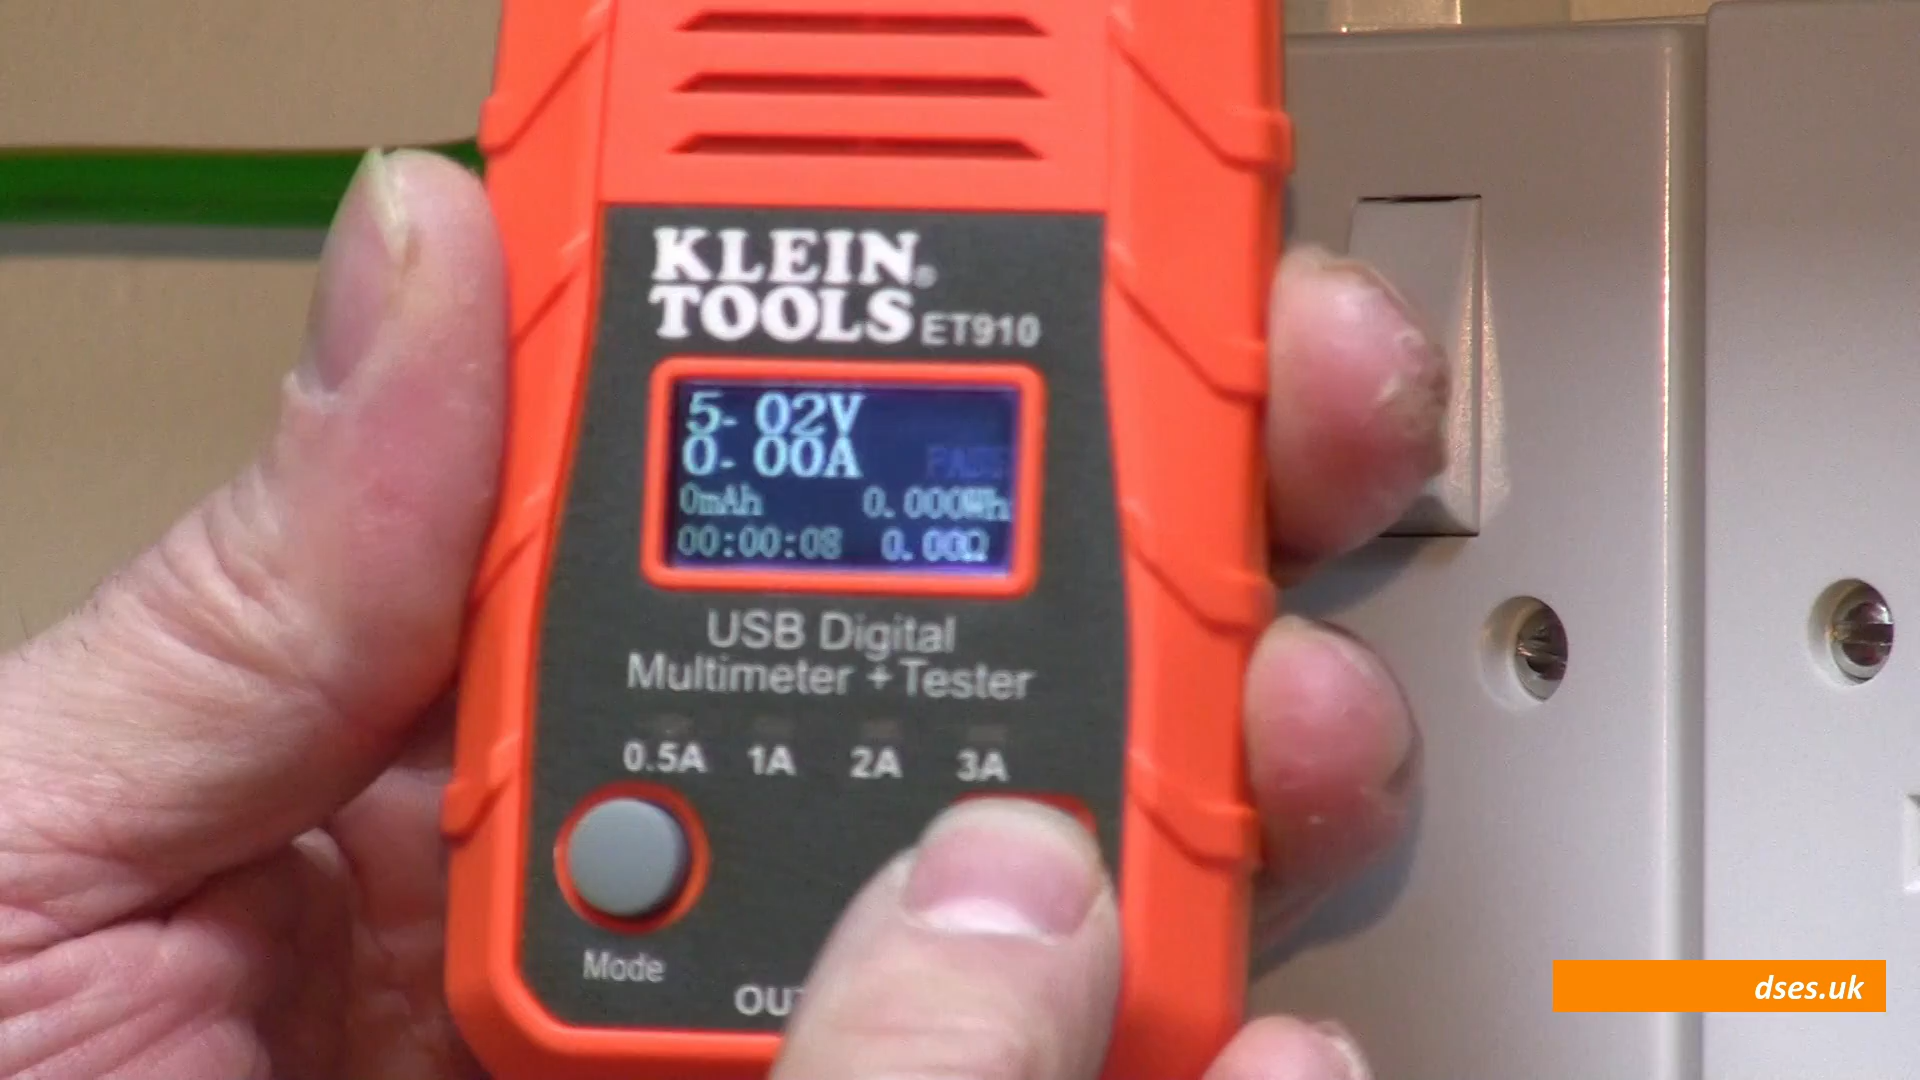 KLEIN
TOOLS® ET910
5.02V
0.00A
0mAh 0.000Wh
00:00:08 0.00Ω
USB Digital
Multimeter + Tester
0.5A 1A 2A 3A
Mode
dses.uk